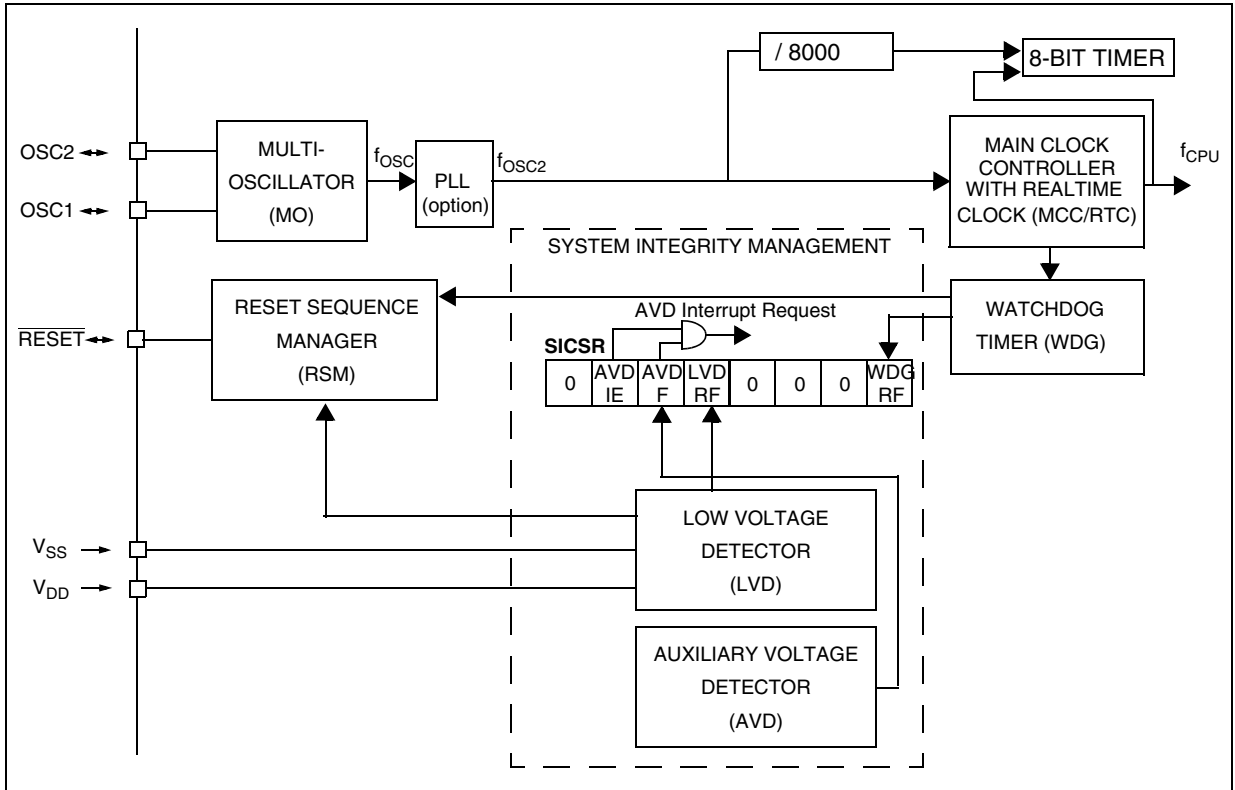 / 8000
8-BIT TIMER
OSC2
OSC1
MULTI-
OSCILLATOR
(MO)
fOSC
PLL
(option)
fOSC2
MAIN CLOCK
CONTROLLER
WITH REALTIME
CLOCK (MCC/RTC)
fCPU
SYSTEM INTEGRITY MANAGEMENT
RESET
RESET SEQUENCE
MANAGER
(RSM)
AVD Interrupt Request
WATCHDOG
TIMER (WDG)
SICSR
0 AVD IE AVD F LVD RF 0 0 0 WDG RF
LOW VOLTAGE
DETECTOR
(LVD)
VSS
VDD
AUXILIARY VOLTAGE
DETECTOR
(AVD)